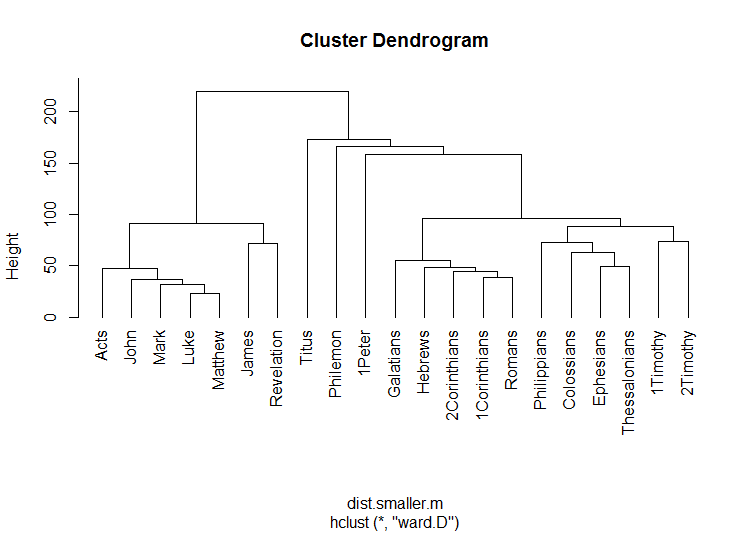 Cluster Dendrogram
Height
0
50
100
150
200
Acts
John
Mark
Luke
Matthew
James
Revelation
Titus
Philemon
1Peter
Galatians
Hebrews
2Corinthians
1Corinthians
Romans
Philippians
Colossians
Ephesians
Thessalonians
1Timothy
2Timothy
dist.smaller.m
hclust (*, "ward.D")